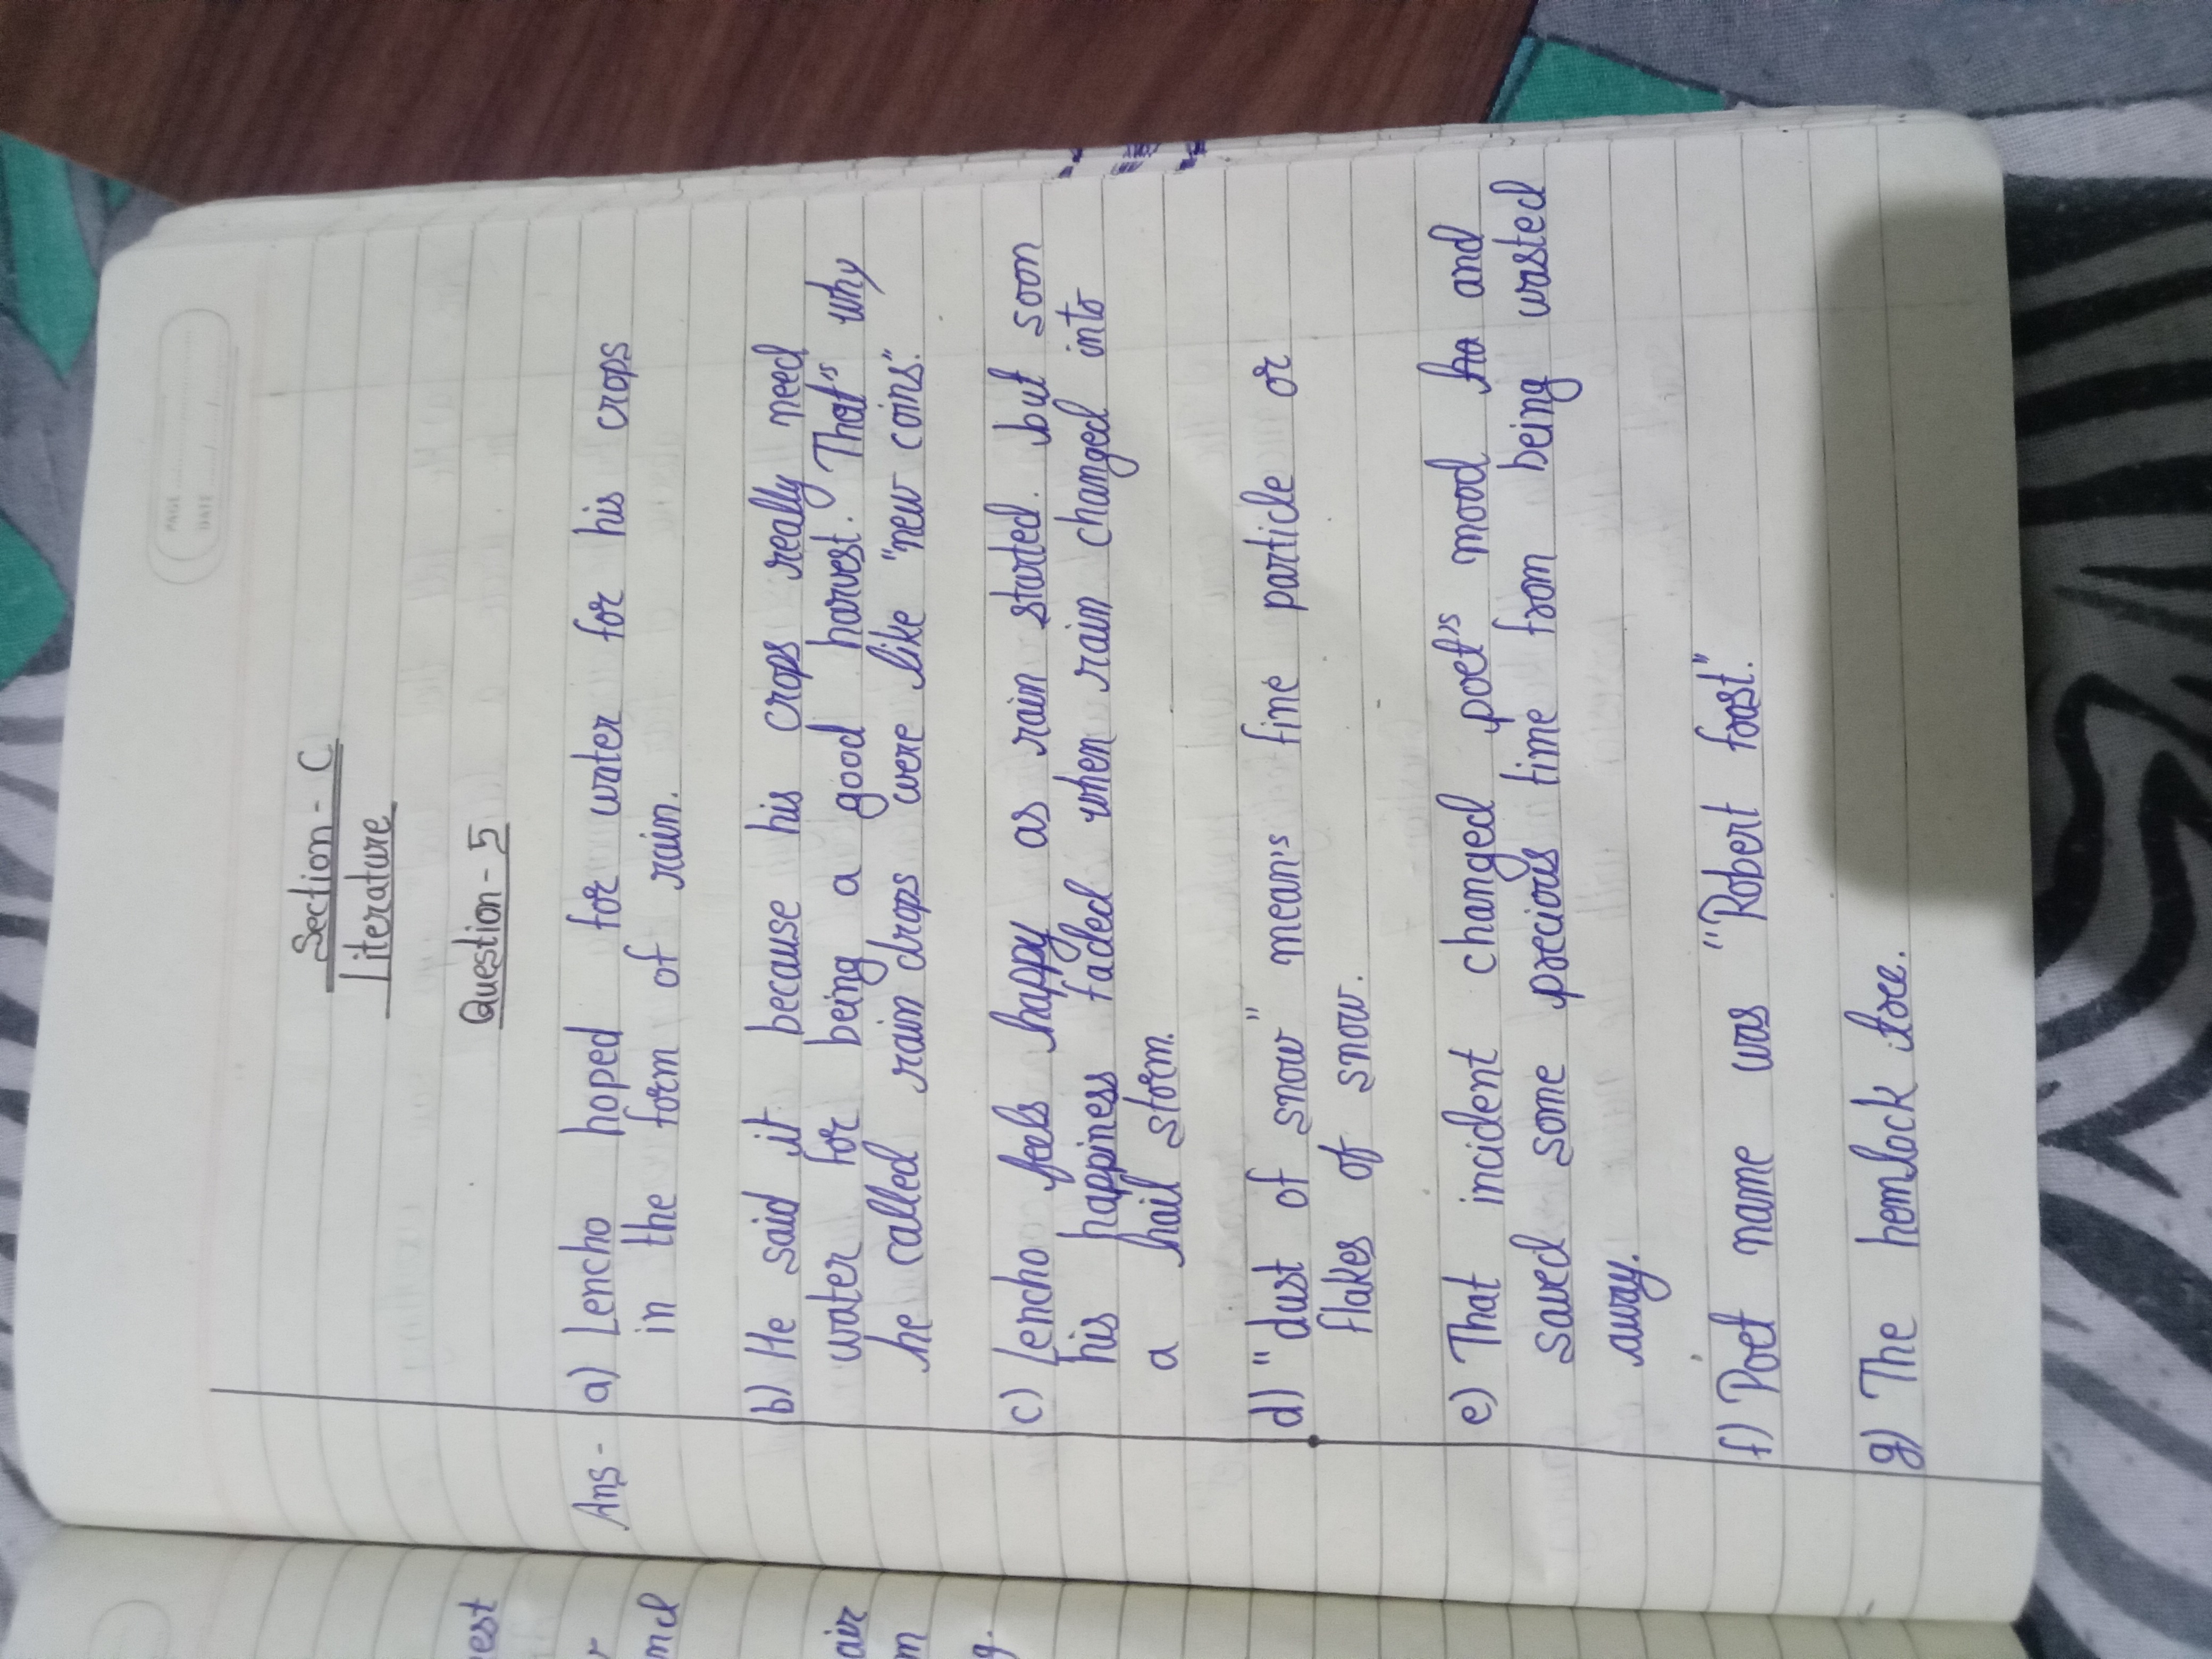 PAGE
DATE
Section - C
Literature
Question - 5
est
nd
air
m
g.
Ans - a) Lencho hoped for water for his crops
in the form of rain.
b) He said it because his crops really need
water for being a good harvest. That's why
he called rain drops were like "new coins".
c) Lencho feels happy as rain started. but soon
his happiness faded when rain changed into
a hail storm.
d) "dust of snow" mean's fine particle or
flakes of snow.
e) That incident changed poet's mood ha and
saved some precious time from being wasted
away.
f) Poet name was "Robert frost."
g) The hemlock tree.